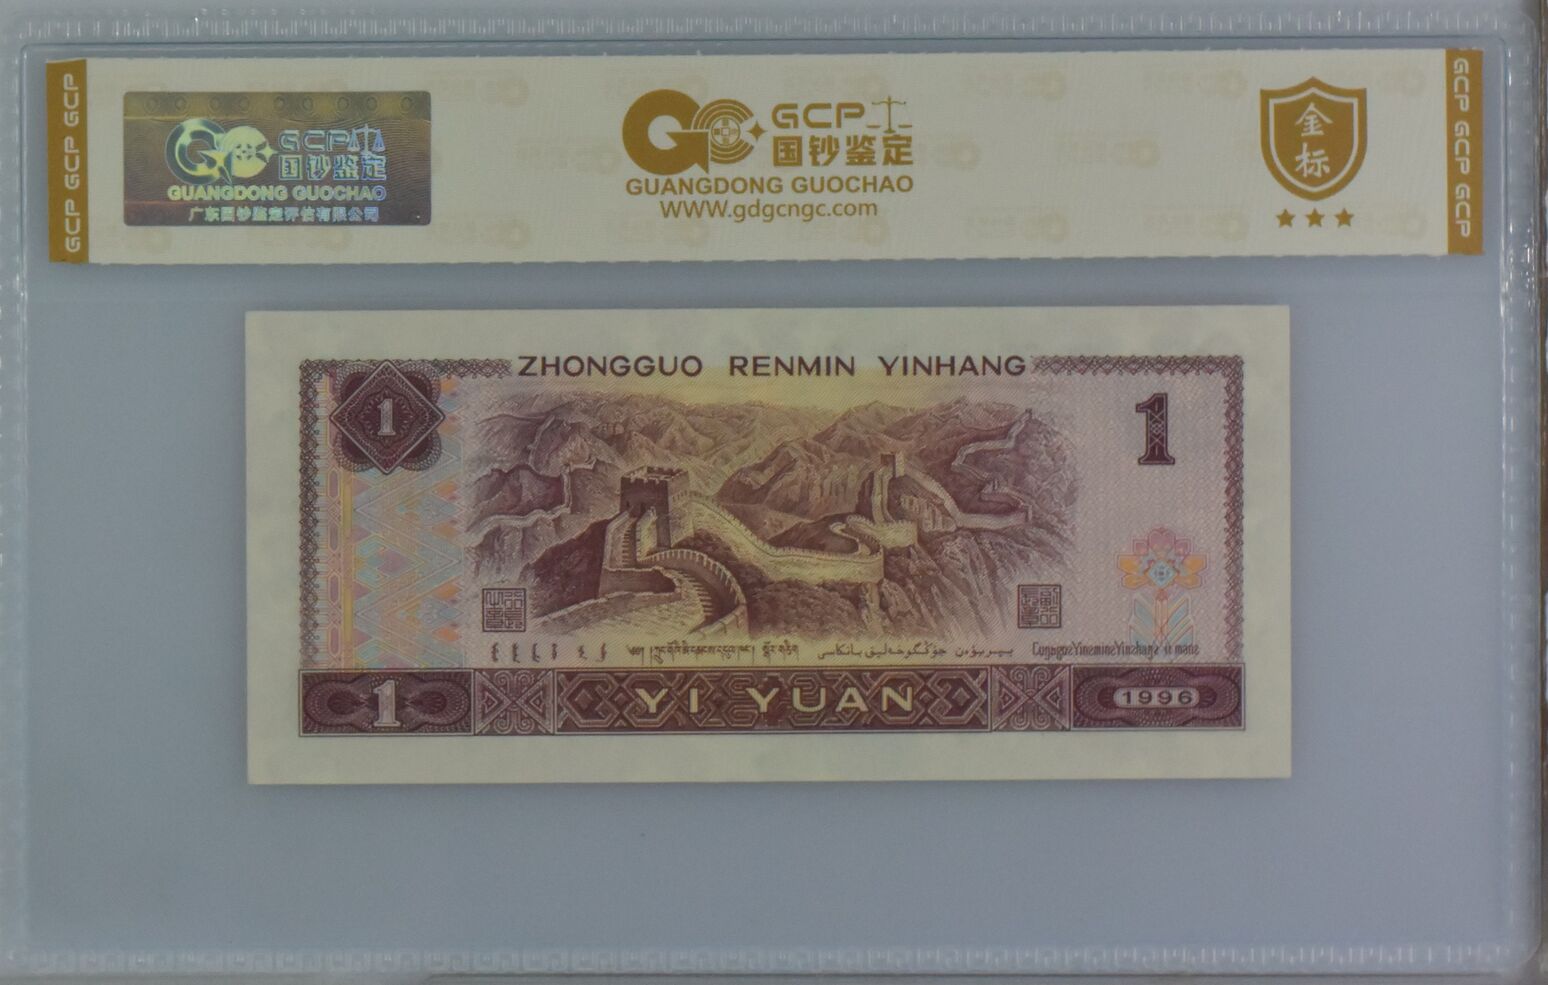 GCP GCP GCP
GCP
国钞鉴定
GUANGDONG GUOCHAO
广东国钞鉴定评估有限公司
GCP
国钞鉴定
GUANGDONG GUOCHAO
WWW.gdgcngc.com
金标
GCP GCP GCP
ZHONGGUO RENMIN YINHANG
1
1
1
YI YUAN
1996